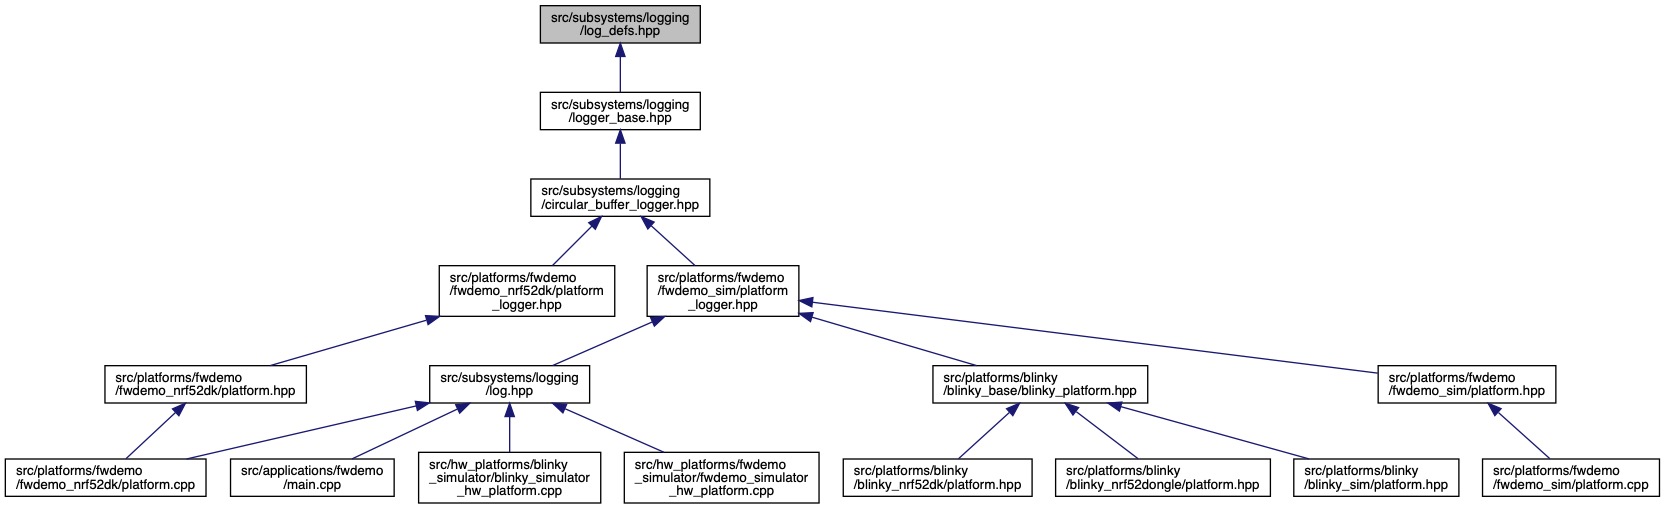 src/subsystems/logging
/log_defs.hpp
src/subsystems/logging
/logger_base.hpp
src/subsystems/logging
/circular_buffer_logger.hpp
src/platforms/fwdemo
/fwdemo_nrf52dk/platform
_logger.hpp
src/platforms/fwdemo
/fwdemo_sim/platform
_logger.hpp
src/platforms/fwdemo
/fwdemo_nrf52dk/platform.hpp
src/subsystems/logging
/log.hpp
src/platforms/blinky
/blinky_base/blinky_platform.hpp
src/platforms/fwdemo
/fwdemo_sim/platform.hpp
src/platforms/fwdemo
/fwdemo_nrf52dk/platform.cpp
src/applications/fwdemo
/main.cpp
src/hw_platforms/blinky
_simulator/blinky_simulator
_hw_platform.cpp
src/hw_platforms/fwdemo
_simulator/fwdemo_simulator
_hw_platform.cpp
src/platforms/blinky
/blinky_nrf52dk/platform.hpp
src/platforms/blinky
/blinky_nrf52dongle/platform.hpp
src/platforms/blinky
/blinky_sim/platform.hpp
src/platforms/fwdemo
/fwdemo_sim/platform.cpp